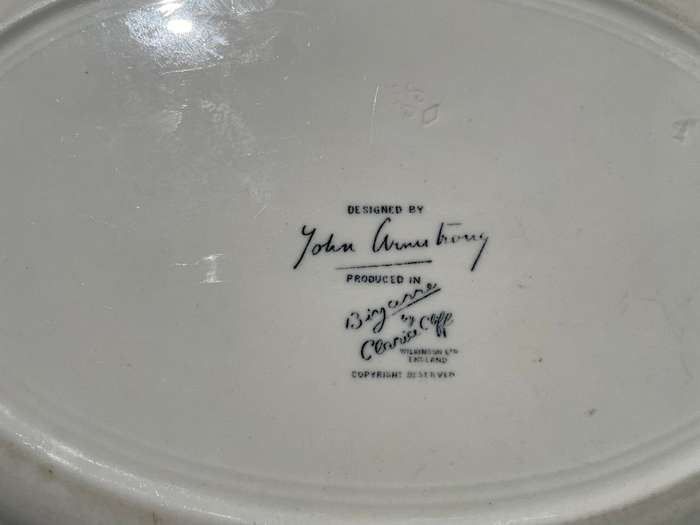 DESIGNED BY
John Armstrong
PRODUCED IN
Bizarre
by
Clarice Cliff
WILKINSON LTD
ENGLAND
COPYRIGHT RESERVED